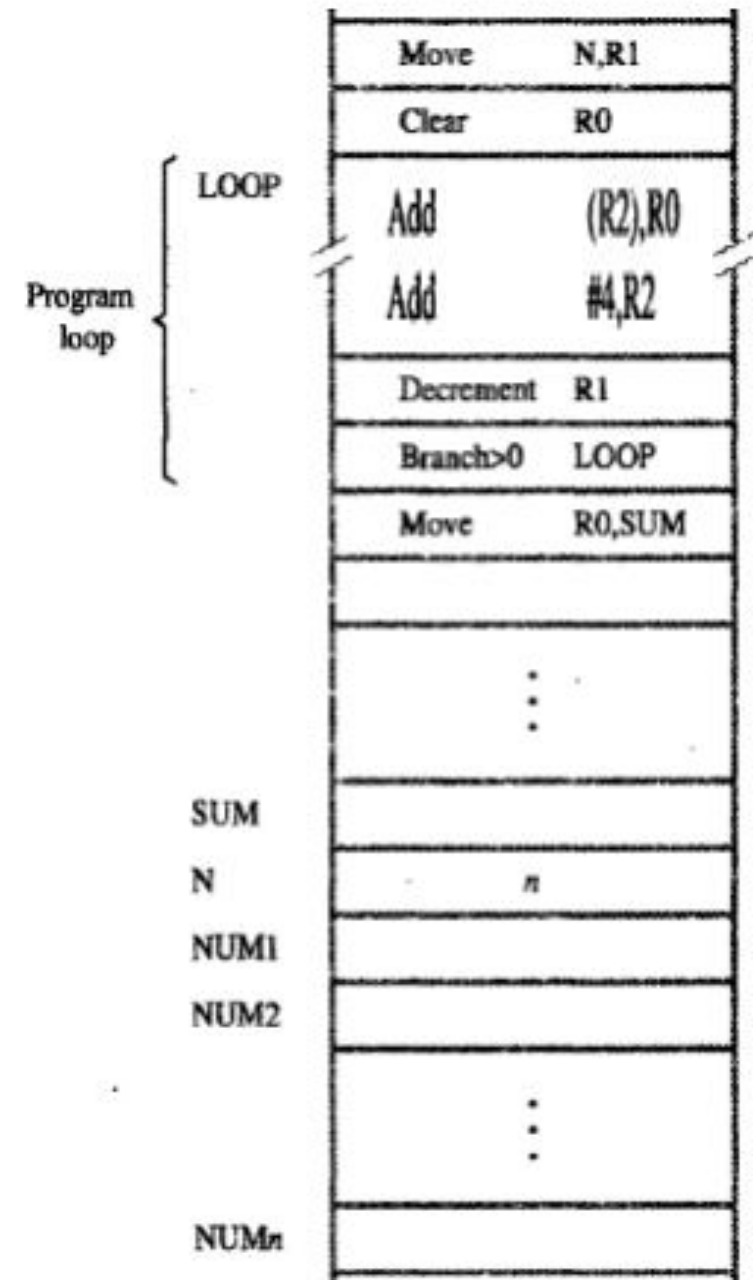 Move N,R1
Clear R0
LOOP Add (R2),R0
Program
loop
Add #4,R2
Decrement R1
Branch>0 LOOP
Move R0,SUM
SUM
N n
NUM1
NUM2
NUMn